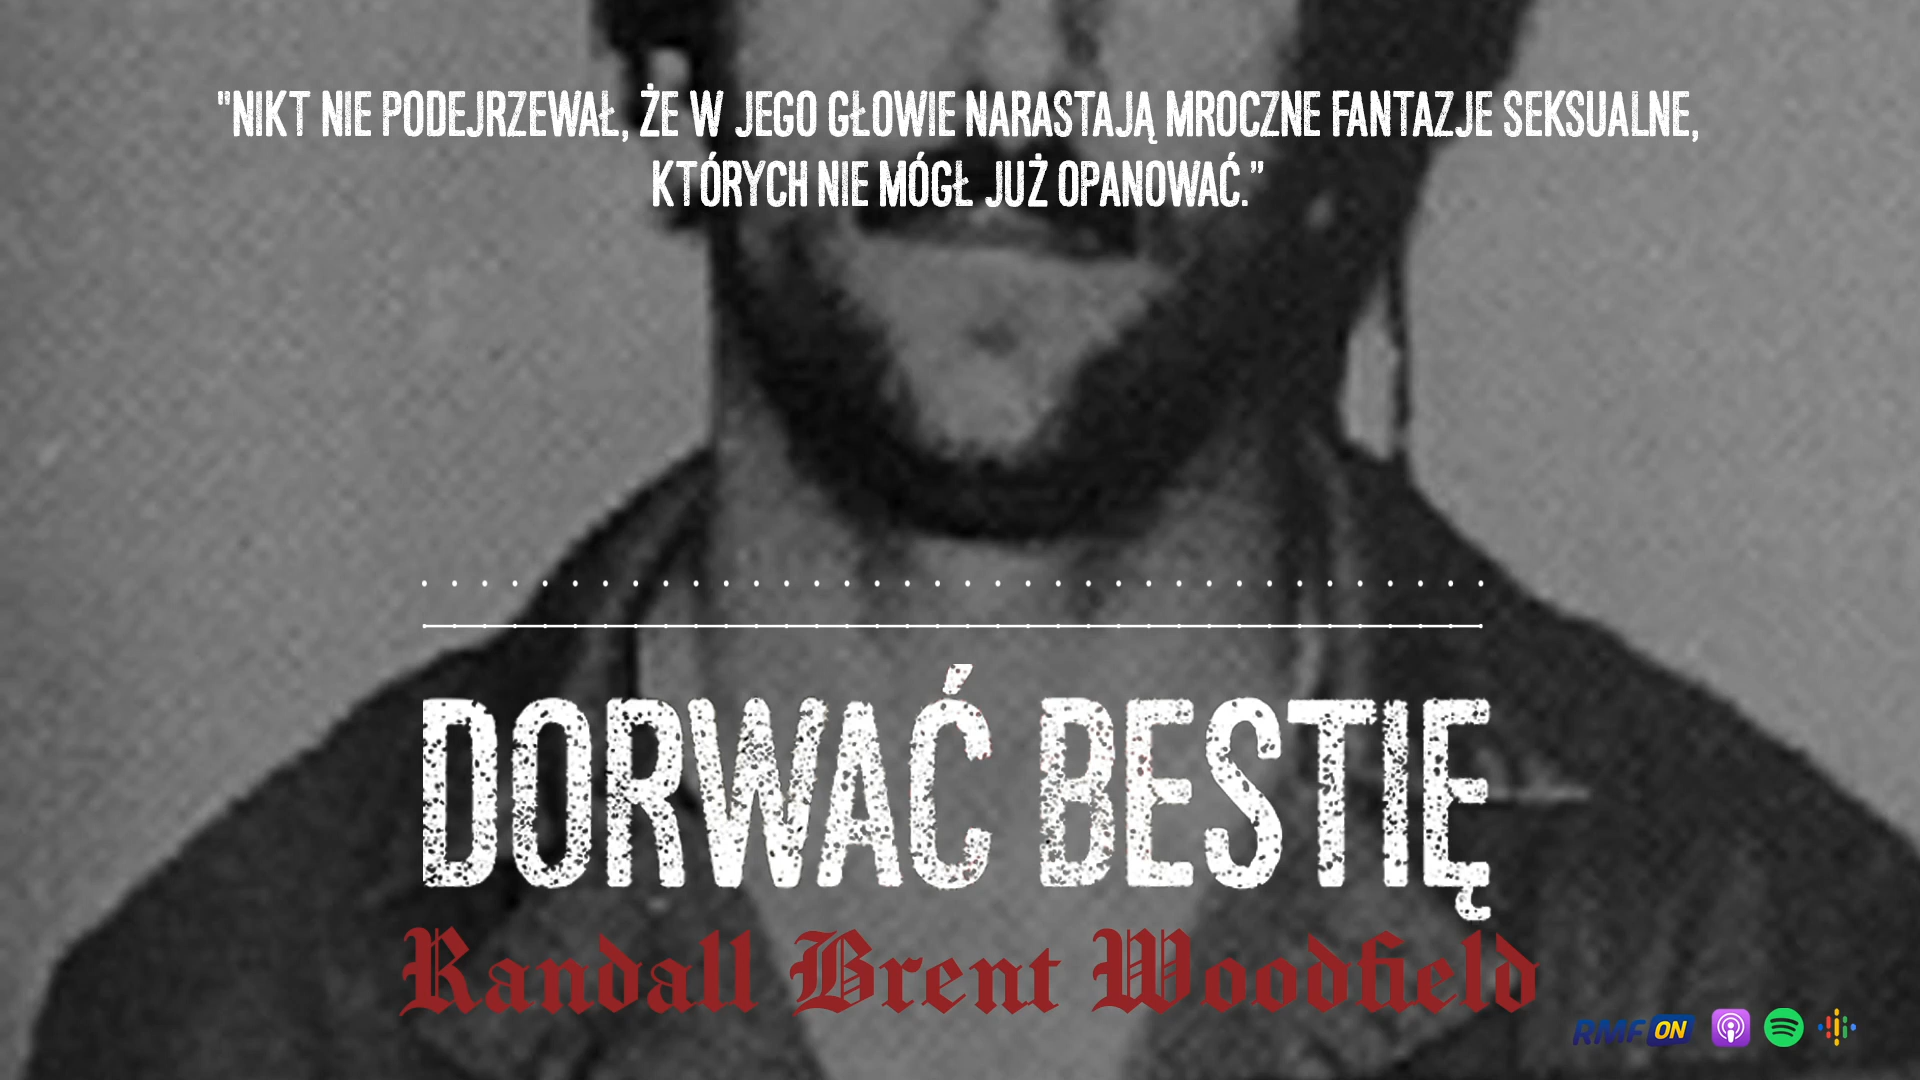 "NIKT NIE PODEJRZEWAŁ, ŻE W JEGO GŁOWIE NARASTAJĄ MROCZNE FANTAZJE SEKSUALNE,
KTÓRYCH NIE MÓGŁ JUŻ OPANOWAĆ."
DORWAĆ BESTIĘ
Randall Brent Woodfield
RMF ON